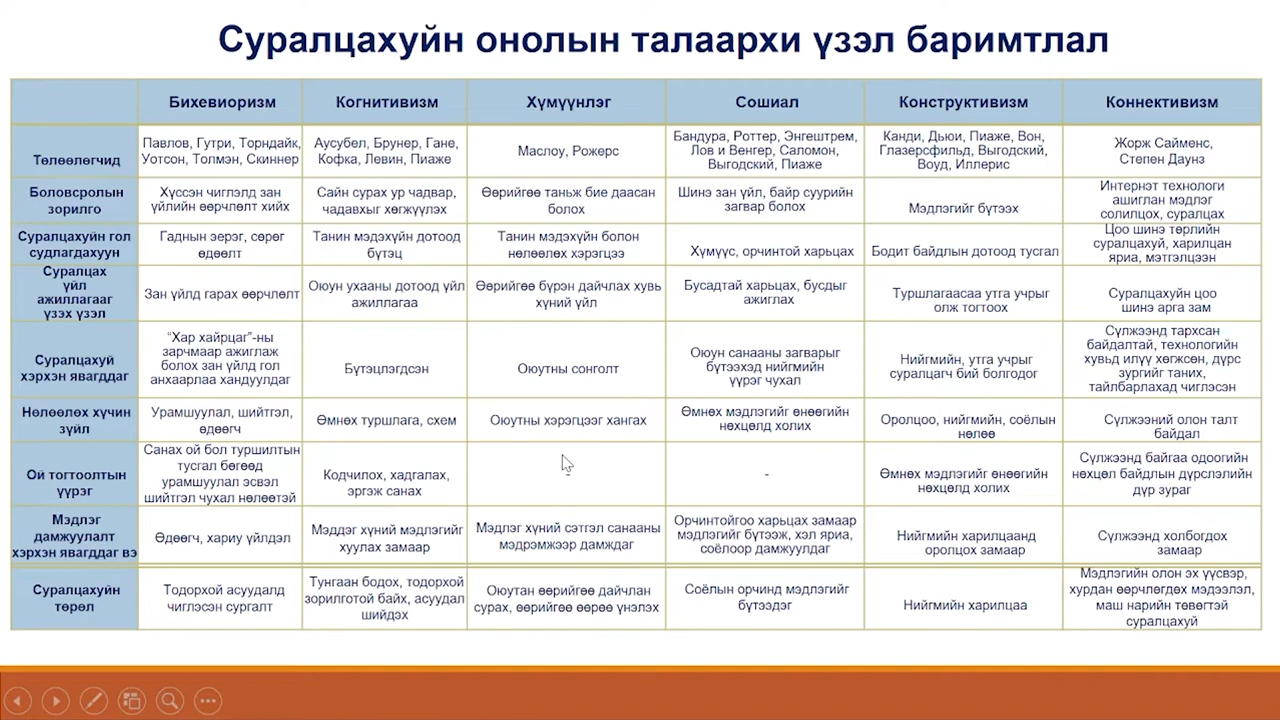 Суралцахуйн онолын талаархи үзэл баримтлал
Бихевиоризм
Когнитивизм
Хүмүүнлэг
Сошиал
Конструктивизм
Коннективизм
Төлөөлөгчид
Павлов, Гутри, Торндайк,
Уотсон, Толмэн, Скиннер
Аусубел, Брунер, Гане,
Кофка, Левин, Пиаже
Маслоу, Рожерс
Бандура, Роттер, Энгештрем,
Лов и Венгер, Саломон,
Выгодский, Пиаже
Канди, Дьюи, Пиаже, Вон,
Глазерсфильд, Выгодский,
Воуд, Иллерис
Жорж Сайменс,
Степен Даунз
Боловсролын
зорилго
Хүссэн чиглэлд зан
үйлийн өөрчлөлт хийх
Сайн сурах ур чадвар,
чадавхыг хөгжүүлэх
Өөрийгөө таньж бие даасан
болох
Шинэ зан үйл, байр суурийн
загвар болох
Мэдлэгийг бүтээх
Интернэт технологи
ашиглан мэдлэг
солилцох, суралцах
Суралцахуйн гол
судлагдахуун
Гаднын эерэг, сөрөг
өдөөлт
Танин мэдэхүйн дотоод
бүтэц
Танин мэдэхүйн болон
нөлөөлөх хэрэгцээ
Хүмүүс, орчинтой харьцах
Бодит байдлын дотоод тусгал
Цоо шинэ төрлийн
суралцахуй, харилцан
яриа, мэтгэлцээн
Суралцах
үйл
ажиллагааг
үзэх үзэл
Зан үйлд гарах өөрчлөлт
Оюун ухааны дотоод үйл
ажиллагаа
Өөрийгөө бүрэн дайчлах хувь
хүний үйл
Бусадтай харьцах, бусдыг
ажиглах
Туршлагаасаа утга учрыг
олж тогтоох
Суралцахуйн цоо
шинэ арга зам
Суралцахуй
хэрхэн явагддаг
"Хар хайрцаг"-ны
зарчмаар ажиглаж
болох зан үйлд гол
анхаарлаа хандуулдаг
Бүтэцлэгдсэн
Оюутны сонголт
Оюун санааны загварыг
бүтээхэд нийгмийн
үүрэг чухал
Нийгмийн, утга учрыг
суралцагч бий болгодог
Сүлжээнд тархсан
байдалтай, технологийн
хувьд илүү хөгжсөн, дүрс
зургийг таних,
тайлбарлахад чиглэсэн
Нөлөөлөх хүчин
зүйл
Урамшуулал, шийтгэл,
өдөөгч
Өмнөх туршлага, схем
Оюутны хэрэгцээг хангах
Өмнөх мэдлэгийг өнөөгийн
нөхцөлд холих
Оролцоо, нийгмийн, соёлын
нөлөө
Сүлжээний олон талт
байдал
Ой тогтоолтын
үүрэг
Санах ой бол туршилтын
тусгал бөгөөд
урамшуулал эсвэл
шийтгэл чухал нөлөөтэй
Кодчилох, хадгалах,
эргэж санах
-
-
Өмнөх мэдлэгийг өнөөгийн
нөхцөлд холих
Сүлжээнд байгаа одоогийн
нөхцөл байдлын дүрслэлийн
дүр зураг
Мэдлэг
дамжуулалт
хэрхэн явагддаг вэ
Өдөөгч, хариу үйлдэл
Мэддэг хүний мэдлэгийг
хуулах замаар
Мэдлэг хүний сэтгэл санааны
мэдрэмжээр дамждаг
Орчинтойгоо харьцах замаар
мэдлэгийг бүтээж, хэл яриа,
соёлоор дамжуулдаг
Нийгмийн харилцаанд
оролцох замаар
Сүлжээнд холбогдох
замаар
Суралцахуйн
төрөл
Тодорхой асуудалд
чиглэсэн сургалт
Тунгаан бодох, тодорхой
зорилготой байх, асуудал
шийдэх
Оюутан өөрийгөө дайчлан
сурах, өөрийгөө өөрөө үнэлэх
Соёлын орчинд мэдлэгийг
бүтээдэг
Нийгмийн харилцаа
Мэдлэгийн олон эх үүсвэр,
хурдан өөрчлөгдөх мэдээлэл,
маш нарийн төвөгтэй
суралцахуй